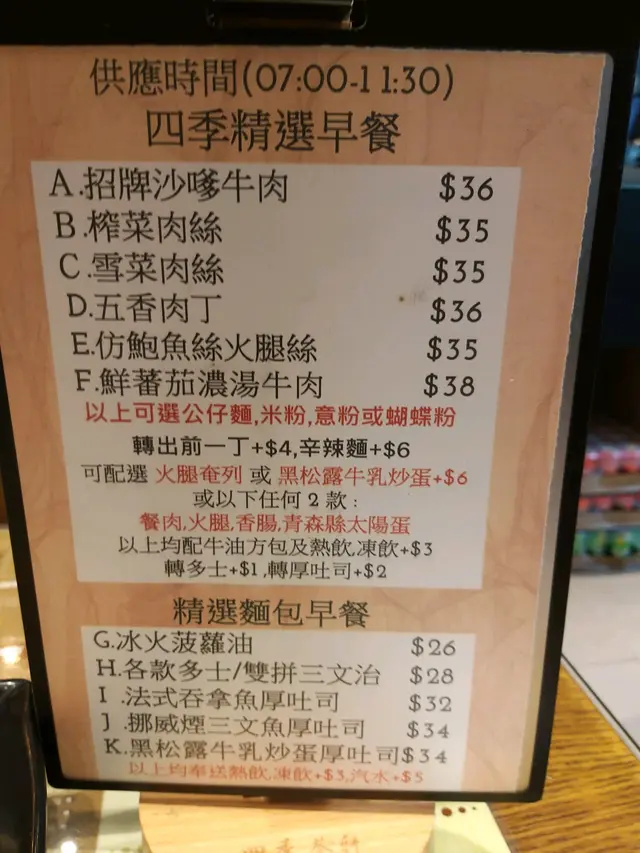 供應時間(07:00-11:30)
四季精選早餐
A.招牌沙嗲牛肉 $36
B.榨菜肉絲 $35
C.雪菜肉絲 $35
D.五香肉丁 $36
E.仿鮑魚絲火腿絲 $35
F.鮮蕃茄濃湯牛肉 $38
以上可選公仔麵,米粉,意粉或蝴蝶粉
轉出前一丁+$4,辛辣麵+$6
可配選 火腿奄列 或 黑松露牛乳炒蛋+$6
或以下任何2款:
餐肉,火腿,香腸,青森縣太陽蛋
以上均配牛油方包及熱飲,凍飲+$3
轉多士+$1,轉厚吐司+$2
精選麵包早餐
G.冰火菠蘿油 $26
H.各款多士/雙拼三文治 $28
I .法式吞拿魚厚吐司 $32
J .挪威煙三文魚厚吐司 $34
K.黑松露牛乳炒蛋厚吐司$34
以上均奉送熱飲,凍飲+$3,汽水+$5